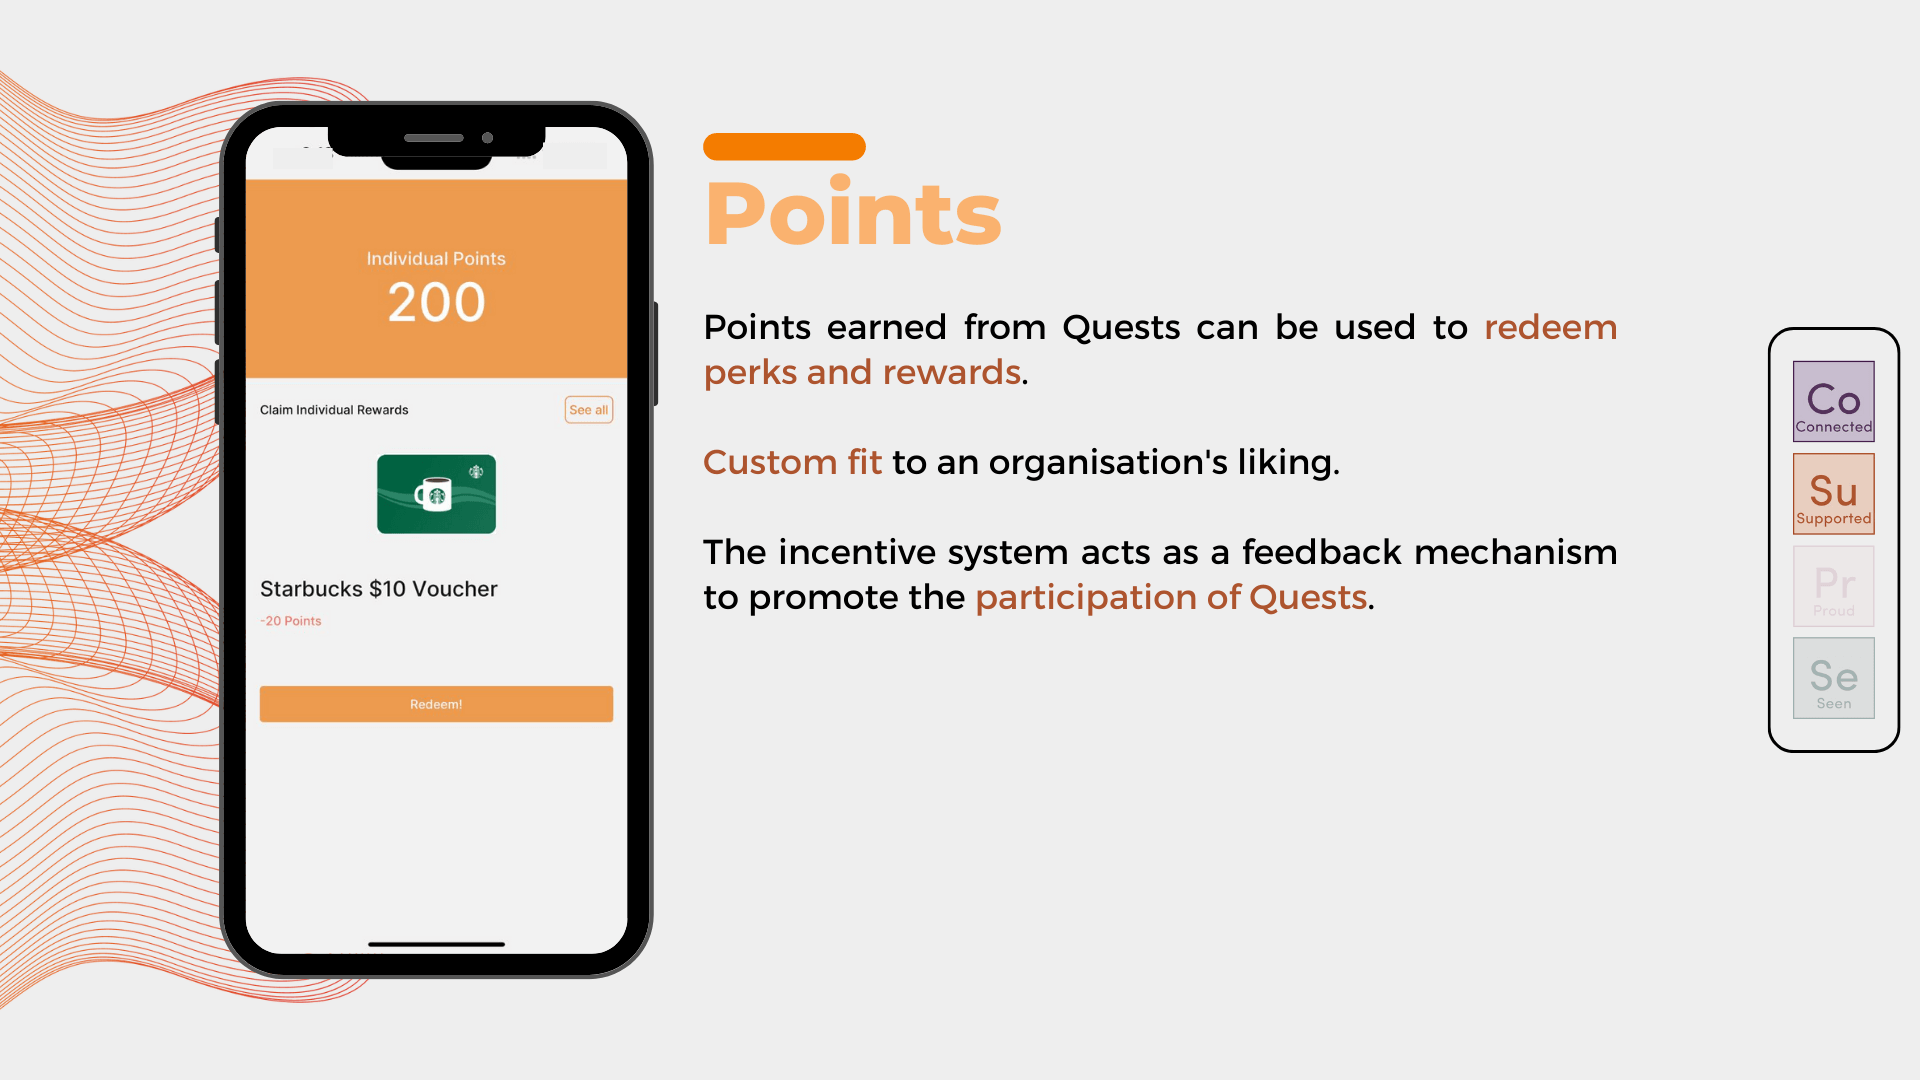 Individual Points
200
Claim Individual Rewards
See all
Starbucks $10 Voucher
-20 Points
Redeem!
Points
Points earned from Quests can be used to redeem
perks and rewards.
Custom fit to an organisation's liking.
The incentive system acts as a feedback mechanism
to promote the participation of Quests.
Co
Connected
Su
Supported
Pr
Proud
Se
Seen